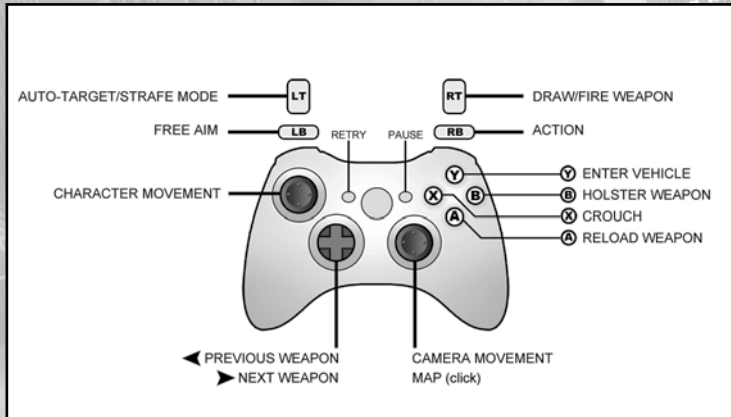 AUTO-TARGET/STRAFE MODE
LT
RT
DRAW/FIRE WEAPON
FREE AIM
LB
RETRY
PAUSE
RB
ACTION
CHARACTER MOVEMENT
Y
Y ENTER VEHICLE
X
B
B HOLSTER WEAPON
X CROUCH
A
A RELOAD WEAPON
PREVIOUS WEAPON
NEXT WEAPON
CAMERA MOVEMENT
MAP (click)